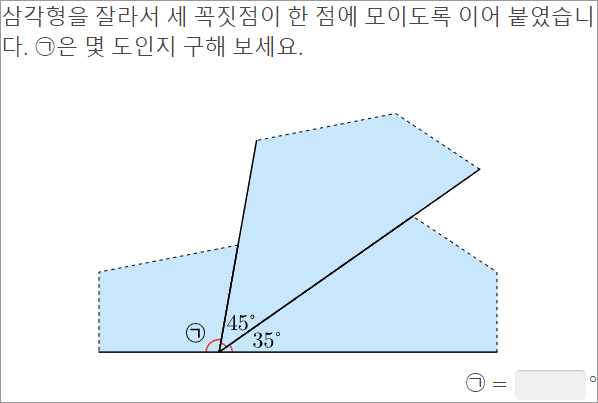 삼각형을 잘라서 세 꼭짓점이 한 점에 모이도록 이어 붙였습니
다. ㉠은 몇 도인지 구해 보세요.
㉠ 45°
35°
㉠ = °